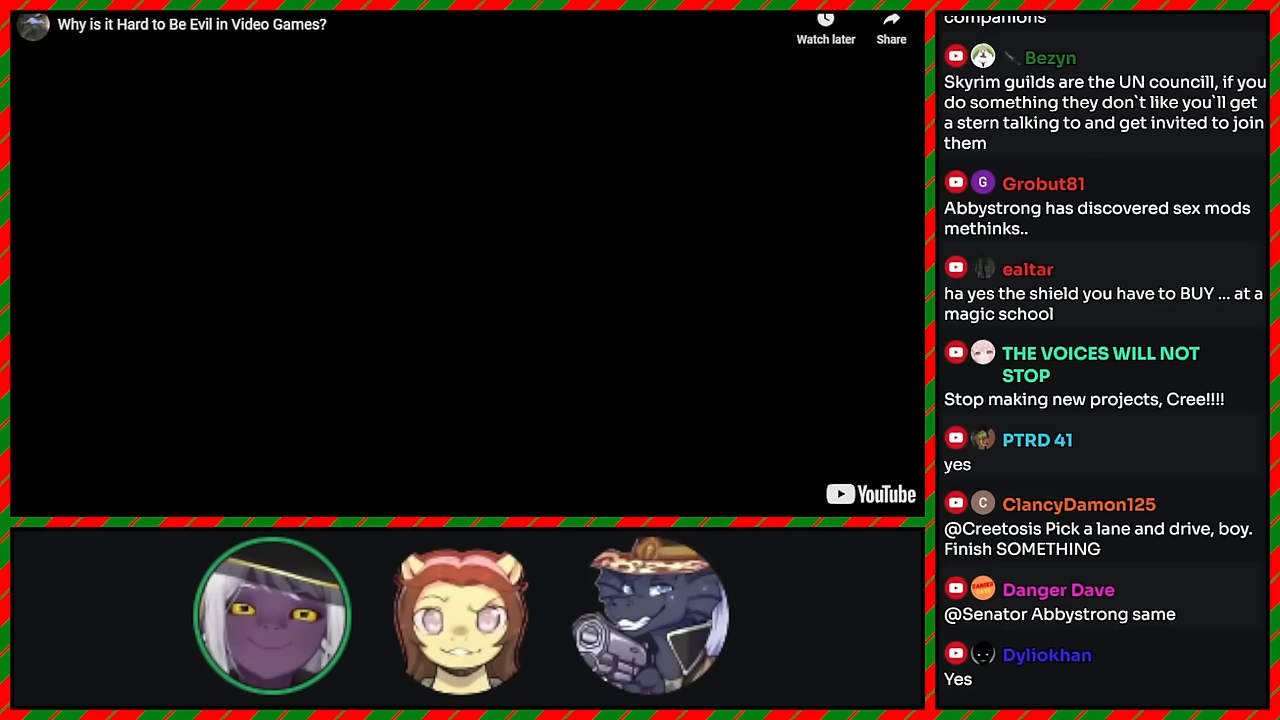 Why is it Hard to Be Evil in Video Games?
Watch later
Share
YouTube
companions
Bezyn
Skyrim guilds are the UN councill, if you
do something they don`t like you`ll get
a stern talking to and get invited to join
them
G
Grobut81
Abbystrong has discovered sex mods
methinks..
ealtar
ha yes the shield you have to BUY ... at a
magic school
THE VOICES WILL NOT
STOP
Stop making new projects, Cree!!!!
PTRD 41
yes
C
ClancyDamon125
@Creetosis Pick a lane and drive, boy.
Finish SOMETHING
DANGER
DAVE
Danger Dave
@Senator Abbystrong same
Dyliokhan
Yes